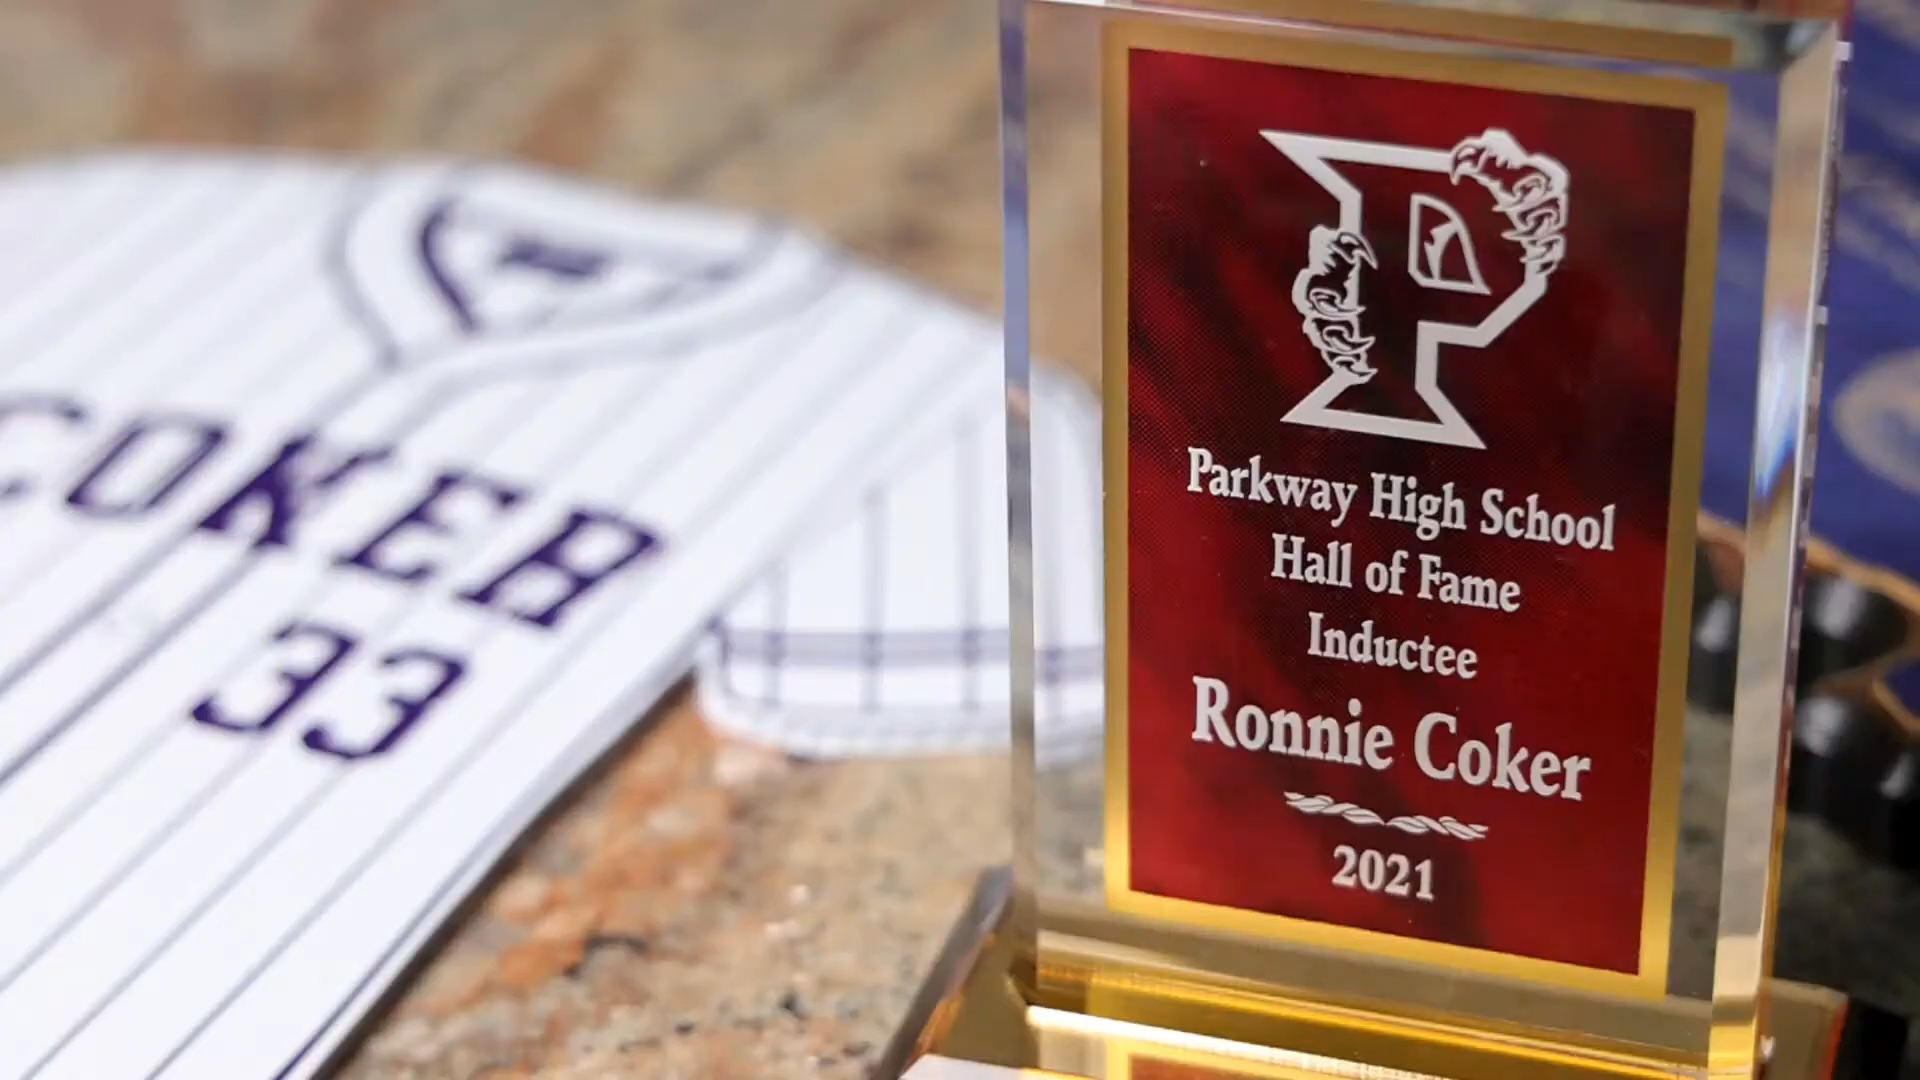 COKER
33
P
Parkway High School
Hall of Fame
Inductee
Ronnie Coker
2021